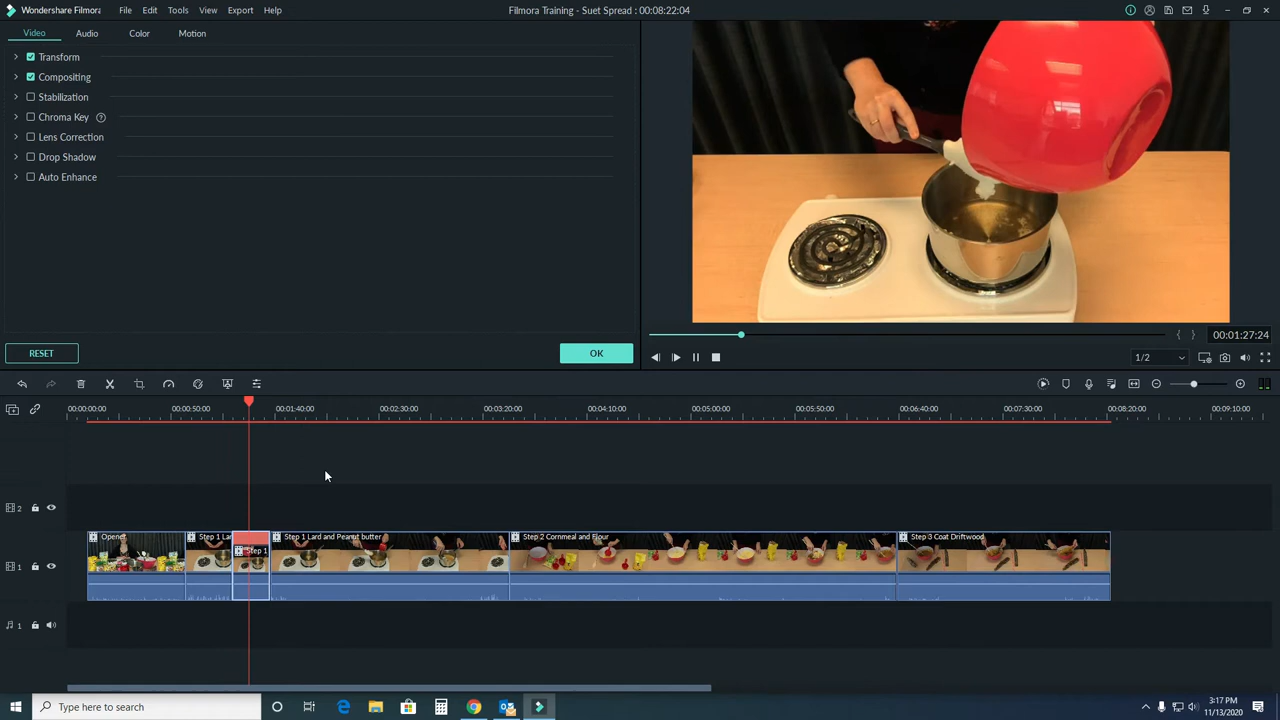 Wondershare Filmora File Edit Tools View Export Help Filmora Training - Suet Spread : 00:08:22:04
Video Audio Color Motion
Transform
Compositing
Stabilization
Chroma Key
Lens Correction
Drop Shadow
Auto Enhance
RESET OK
00:01:27:24
1/2
00:00:00:00 00:00:50:00 00:01:40:00 00:02:30:00 00:03:20:00 00:04:10:00 00:05:00:00 00:05:50:00 00:06:40:00 00:07:30:00 00:08:20:00 00:09:10:00
2
Opener Step 1 Lar Step 1 Step 1 Lard and Peanut butter Step 2 Cornmeal and Flour Step 3 Coat Driftwood
1
1
Type here to search
3:17 PM
11/13/2020